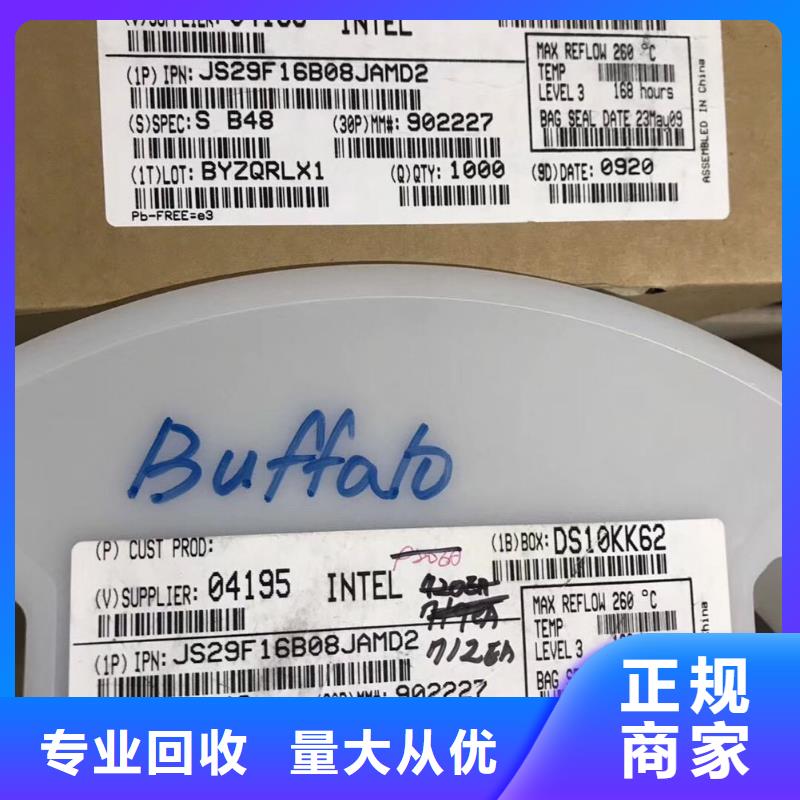 INTEL
(1P) IPN: JS29F16B08JAMD2
(S)SPEC: S B48 (30P)MM#: 902227
(1T)LOT: BYZQRLX1 (Q)QTY: 1000 (9D)DATE: 0920
Pb-FREE=e3
MAX REFLOW 260 °C
TEMP
LEVEL 3 168 hours
BAG SEAL DATE 23May09
ASSEMBLED IN China
Buffalo
(P) CUST PROD:
(1B)BOX: DS10KK62
(V)SUPPLIER: 04195 INTEL
(1P) IPN: JS29F16B08JAMD2
712EA
902227
MAX REFLOW 260 °C
TEMP
LEVEL 3
BAG
China
专业回收 量大从优
正规
商家